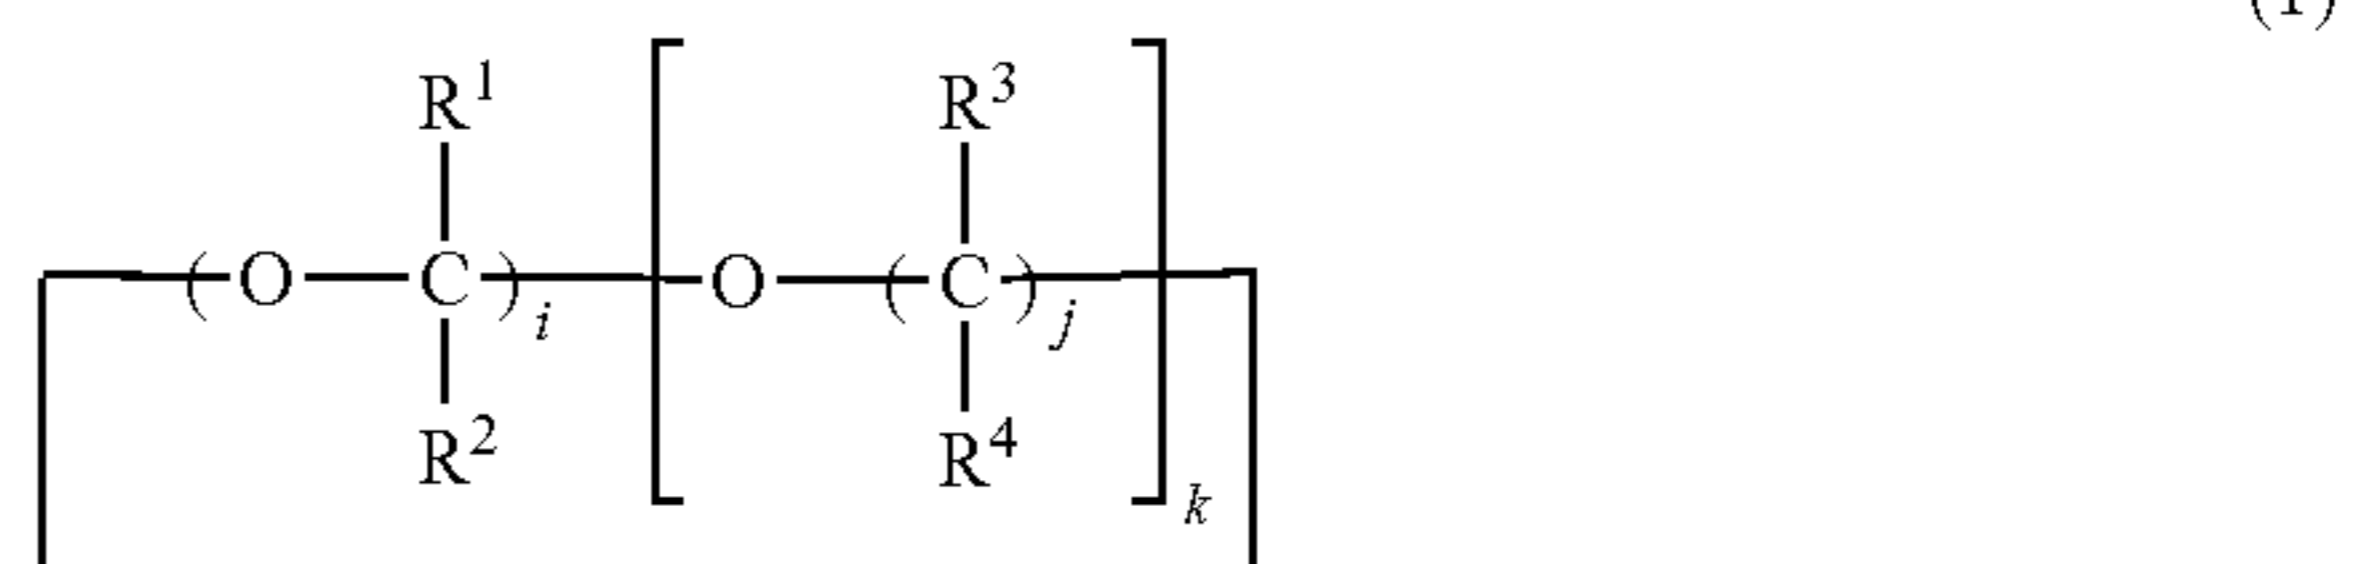 (1)
R¹ R³
(O—C)i [O—(C)j]k
R² R⁴